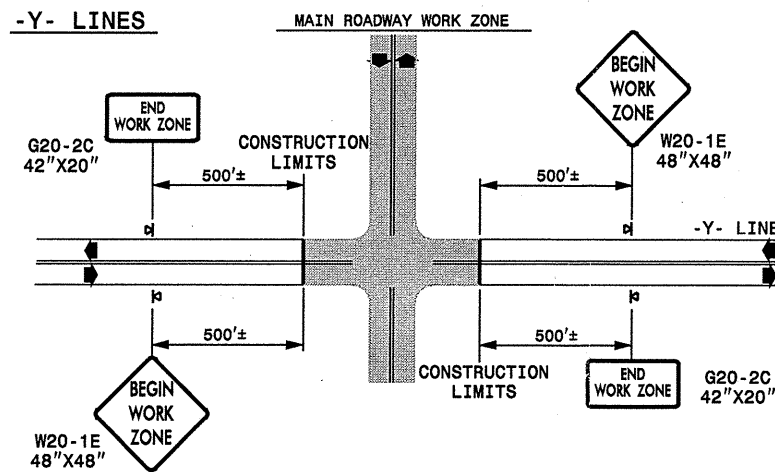 -Y- LINES
MAIN ROADWAY WORK ZONE
END
WORK ZONE
G20-2C
42"X20"
CONSTRUCTION
LIMITS
500'±
500'±
BEGIN
WORK
ZONE
W20-1E
48"X48"
-Y- LINE
500'±
500'±
BEGIN
WORK
ZONE
W20-1E
48"X48"
CONSTRUCTION
LIMITS
END
WORK ZONE
G20-2C
42"X20"